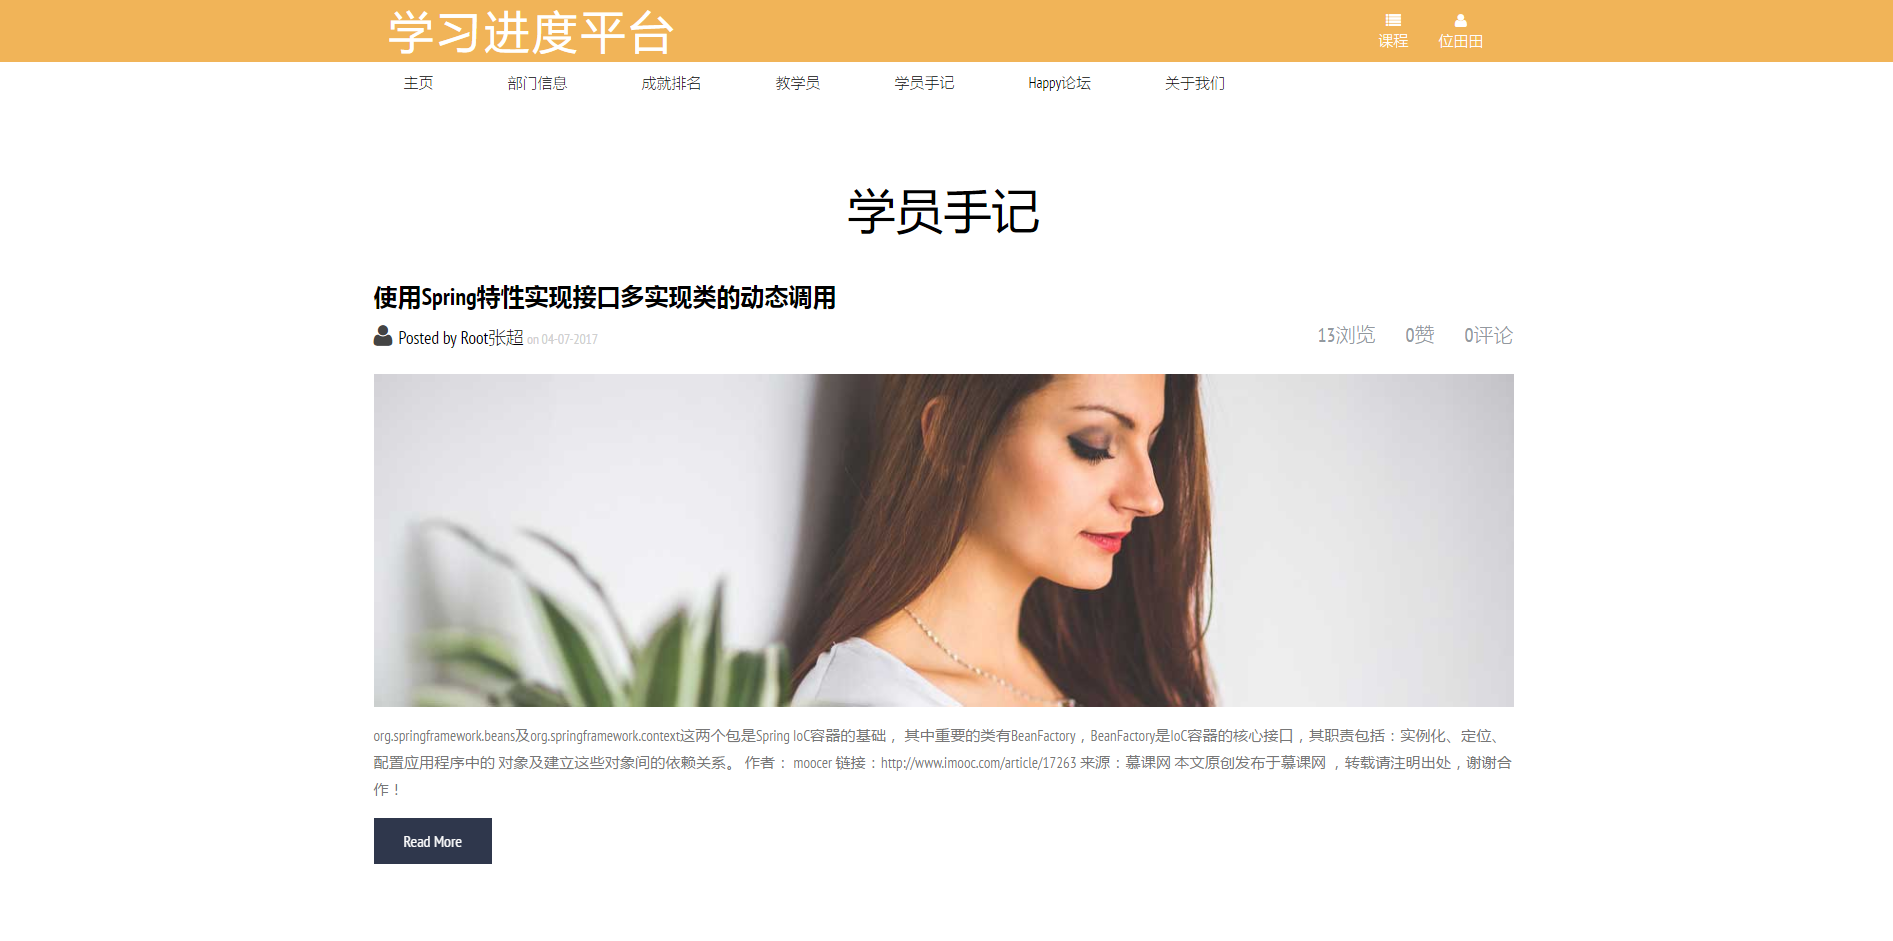 学习进度平台
课程
位田田
主页 部门信息 成就排名 教学员 学员手记 Happy论坛 关于我们
学员手记
使用Spring特性实现接口多实现类的动态调用
Posted by Root张超 on 04-07-2017
13浏览 0赞 0评论
org.springframework.beans及org.springframework.context这两个包是Spring IoC容器的基础， 其中重要的类有BeanFactory，BeanFactory是IoC容器的核心接口，其职责包括：实例化、定位、
配置应用程序中的 对象及建立这些对象间的依赖关系。 作者： moocer 链接：http://www.imooc.com/article/17263 来源：慕课网 本文原创发布于慕课网 ，转载请注明出处，谢谢合
作！
Read More